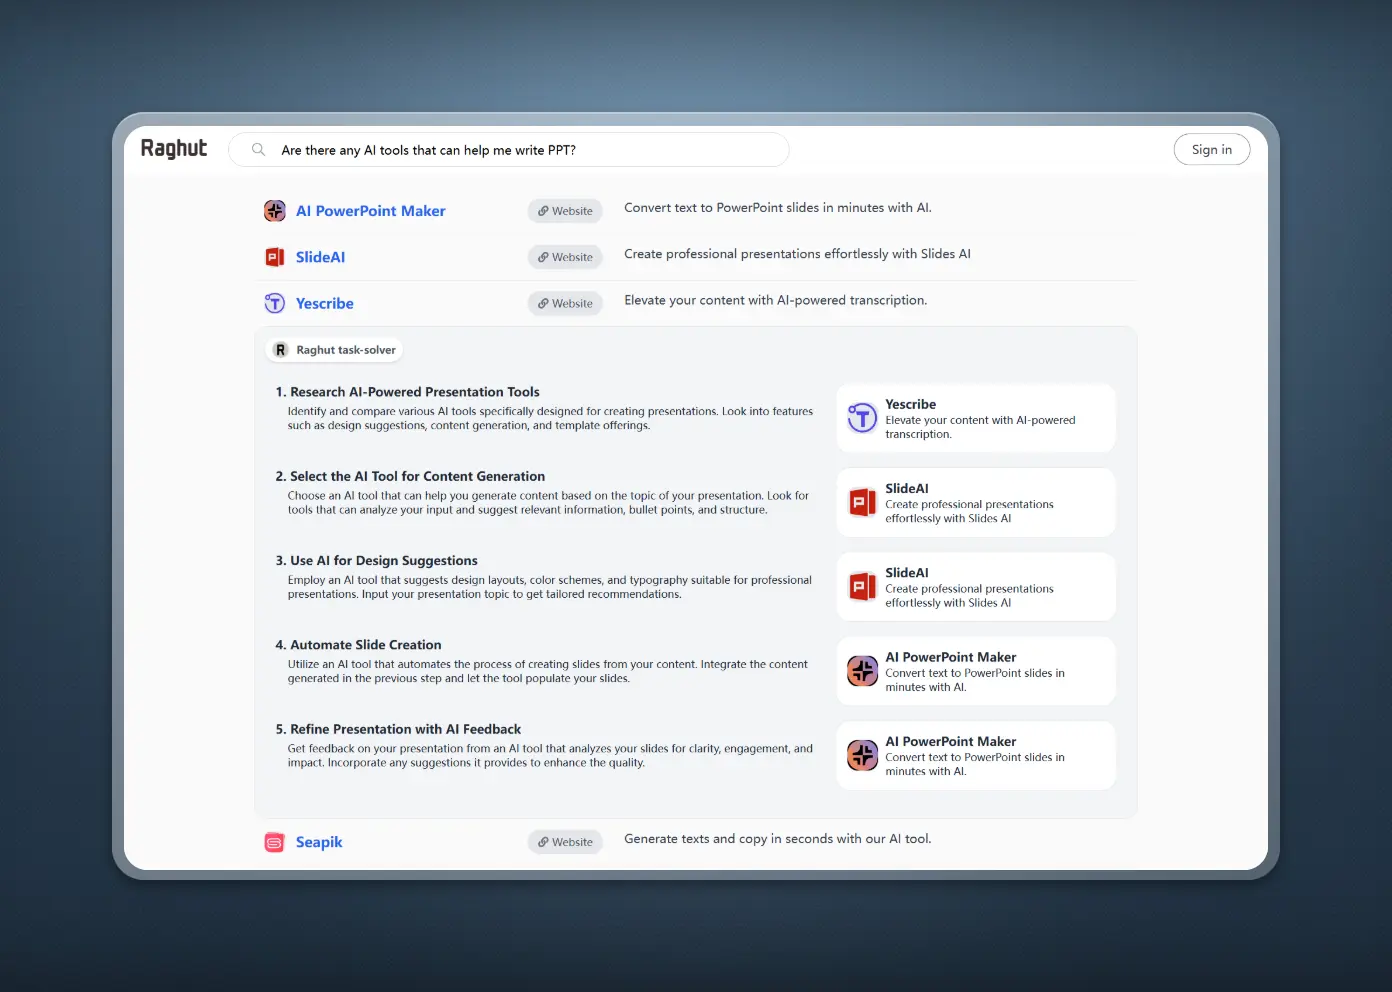 Raghut
Are there any AI tools that can help me write PPT?
Sign in
AI PowerPoint Maker
Website
Convert text to PowerPoint slides in minutes with AI.
SlideAI
Website
Create professional presentations effortlessly with Slides AI
Yescribe
Website
Elevate your content with AI-powered transcription.
R Raghut task-solver
1. Research AI-Powered Presentation Tools
Identify and compare various AI tools specifically designed for creating presentations. Look into features
such as design suggestions, content generation, and template offerings.
Yescribe
Elevate your content with AI-powered
transcription.
2. Select the AI Tool for Content Generation
Choose an AI tool that can help you generate content based on the topic of your presentation. Look for
tools that can analyze your input and suggest relevant information, bullet points, and structure.
SlideAI
Create professional presentations
effortlessly with Slides AI
3. Use AI for Design Suggestions
Employ an AI tool that suggests design layouts, color schemes, and typography suitable for professional
presentations. Input your presentation topic to get tailored recommendations.
SlideAI
Create professional presentations
effortlessly with Slides AI
4. Automate Slide Creation
Utilize an AI tool that automates the process of creating slides from your content. Integrate the content
generated in the previous step and let the tool populate your slides.
AI PowerPoint Maker
Convert text to PowerPoint slides in
minutes with AI.
5. Refine Presentation with AI Feedback
Get feedback on your presentation from an AI tool that analyzes your slides for clarity, engagement, and
impact. Incorporate any suggestions it provides to enhance the quality.
AI PowerPoint Maker
Convert text to PowerPoint slides in
minutes with AI.
Seapik
Website
Generate texts and copy in seconds with our AI tool.